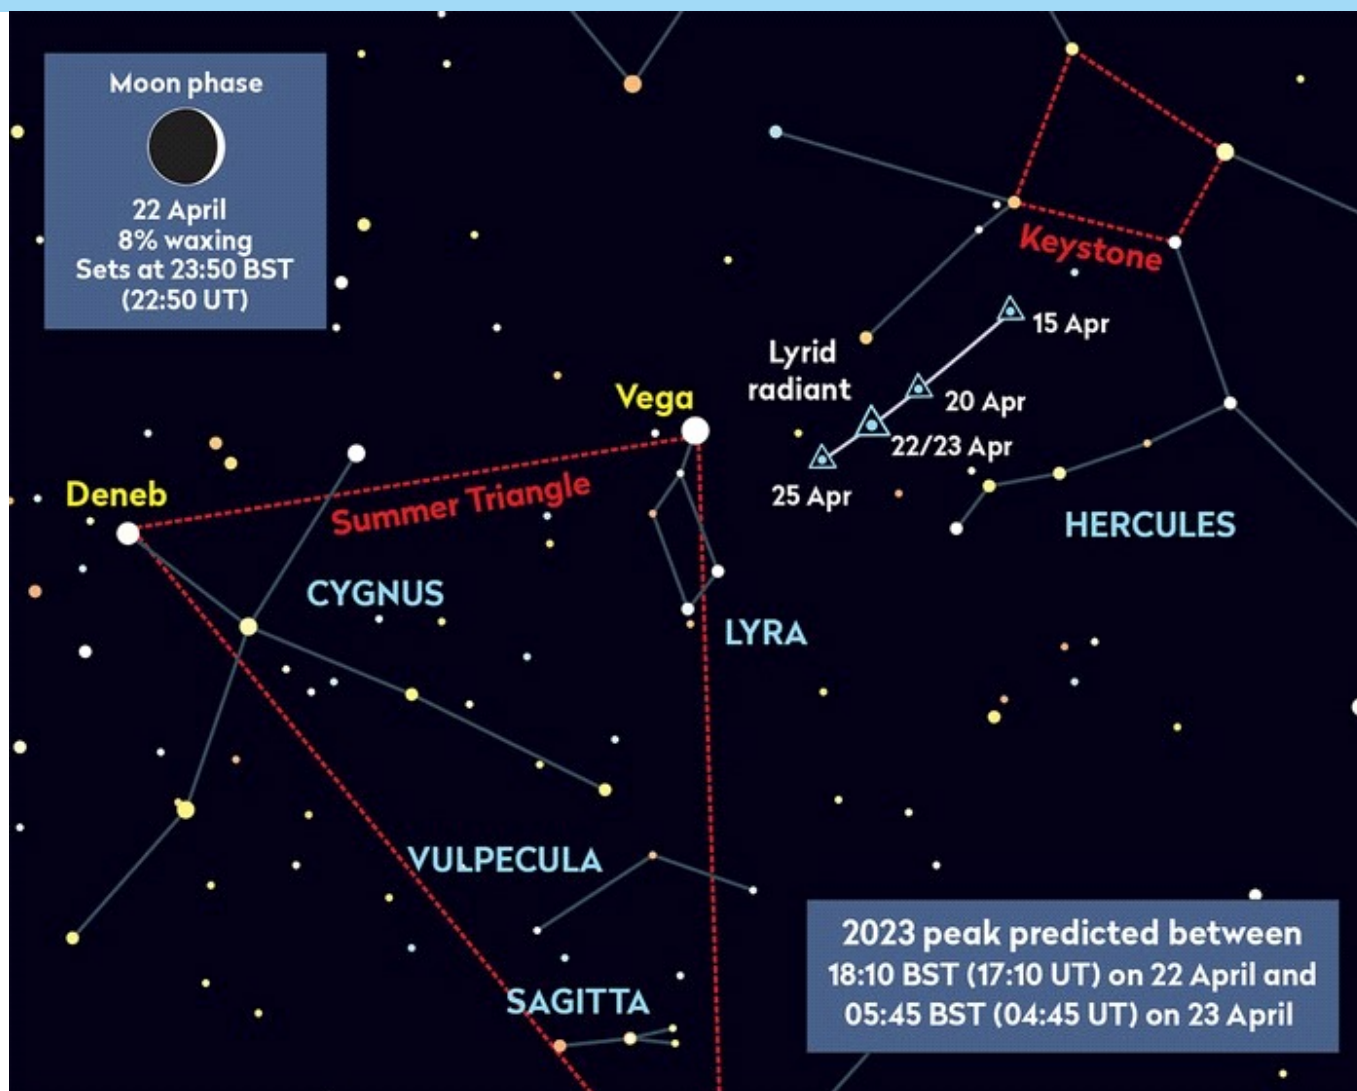 Moon phase
22 April
8% waxing
Sets at 23:50 BST
(22:50 UT)
Keystone
15 Apr
Lyrid
radiant
20 Apr
Vega
22/23 Apr
25 Apr
Deneb
Summer Triangle
HERCULES
CYGNUS
LYRA
VULPECULA
SAGITTA
2023 peak predicted between
18:10 BST (17:10 UT) on 22 April and
05:45 BST (04:45 UT) on 23 April